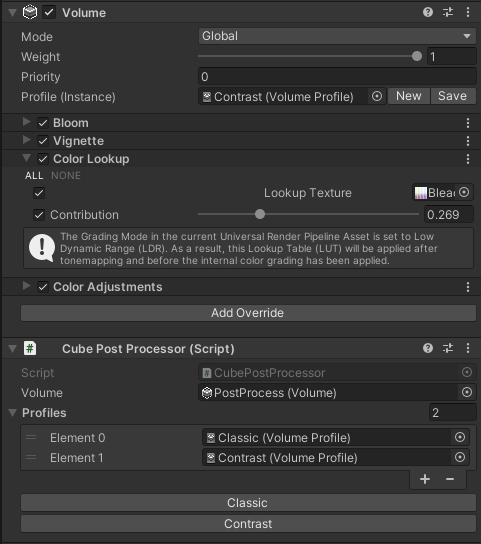 Volume
Mode Global
Weight 1
Priority 0
Profile (Instance) Contrast (Volume Profile) New Save
Bloom
Vignette
Color Lookup
ALL NONE
Lookup Texture Bleac
Contribution 0.269
The Grading Mode in the current Universal Render Pipeline Asset is set to Low
Dynamic Range (LDR). As a result, this Lookup Table (LUT) will be applied after
tonemapping and before the internal color grading has been applied.
Color Adjustments
Add Override
# Cube Post Processor (Script)
Script # CubePostProcessor
Volume PostProcess (Volume)
Profiles 2
Element 0 Classic (Volume Profile)
Element 1 Contrast (Volume Profile)
+ −
Classic
Contrast